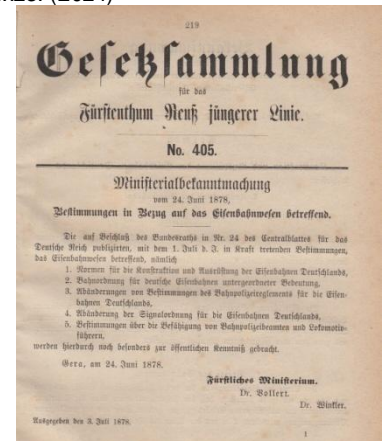 219
Gesetzsammlung
für das
Fürstenthum Reuß jüngerer Linie.
No. 405.
Ministerialbekanntmachung
vom 24. Juni 1878,
Bestimmungen in Bezug auf das Eisenbahnwesen betreffend.
Die auf Beschluß des Bundesraths in Nr. 24 des Centralblattes für das
Deutsche Reich publizirten, mit dem 1. Juli d. J. in Kraft tretenden Bestimmungen,
das Eisenbahnwesen betreffend, nämlich
1. Normen für die Konstruktion und Ausrüstung der Eisenbahnen Deutschlands,
2. Bahnordnung für deutsche Eisenbahnen untergeordneter Bedeutung,
3. Abänderungen von Bestimmungen des Bahnpolizeireglements für die Eisen-
bahnen Deutschlands,
4. Abänderung der Signalordnung für die Eisenbahnen Deutschlands,
5. Bestimmungen über die Befähigung von Bahnpolizeibeamten und Lokomotiv-
führern,
werden hierdurch noch besonders zur öffentlichen Kenntniß gebracht.
Gera, am 24. Juni 1878.
Fürstliches Ministerium.
Dr. Vollert.
Dr. Winkler.
Ausgegeben den 3. Juli 1878.
1